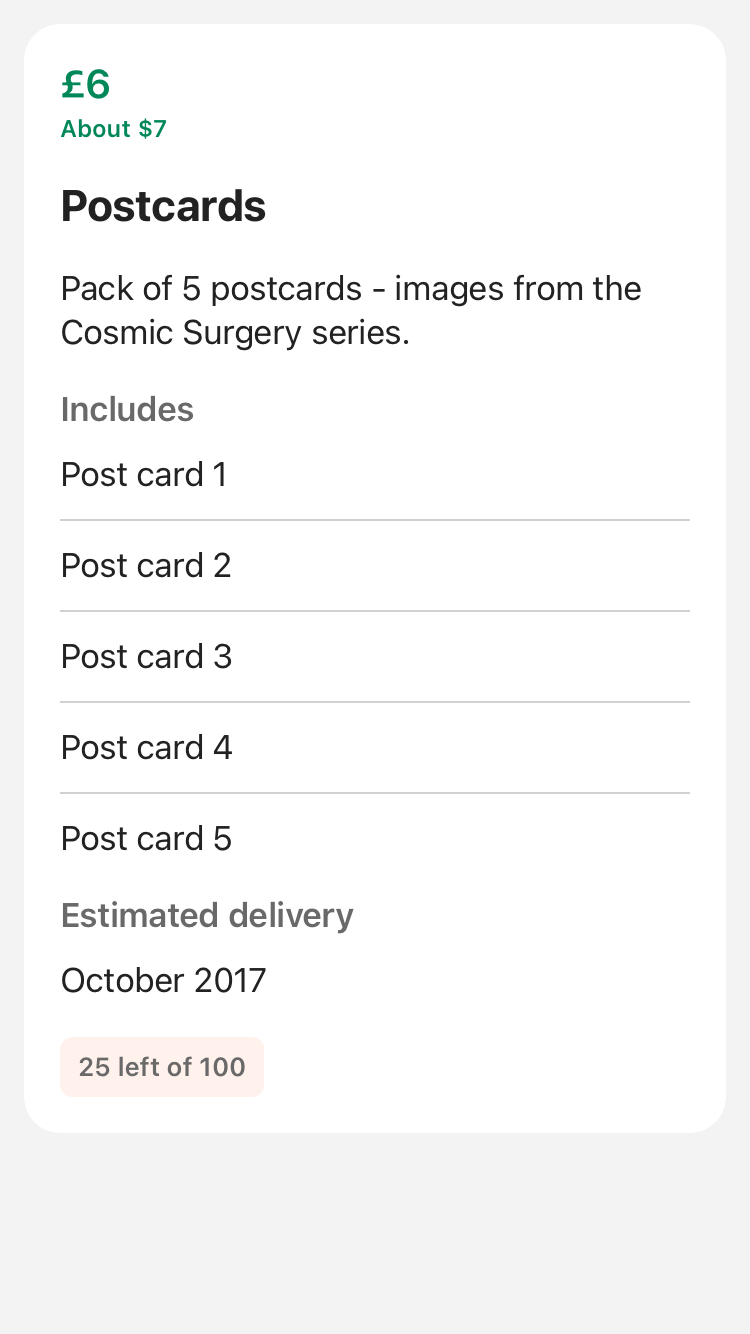 £6
About $7
Postcards
Pack of 5 postcards - images from the
Cosmic Surgery series.
Includes
Post card 1
Post card 2
Post card 3
Post card 4
Post card 5
Estimated delivery
October 2017
25 left of 100